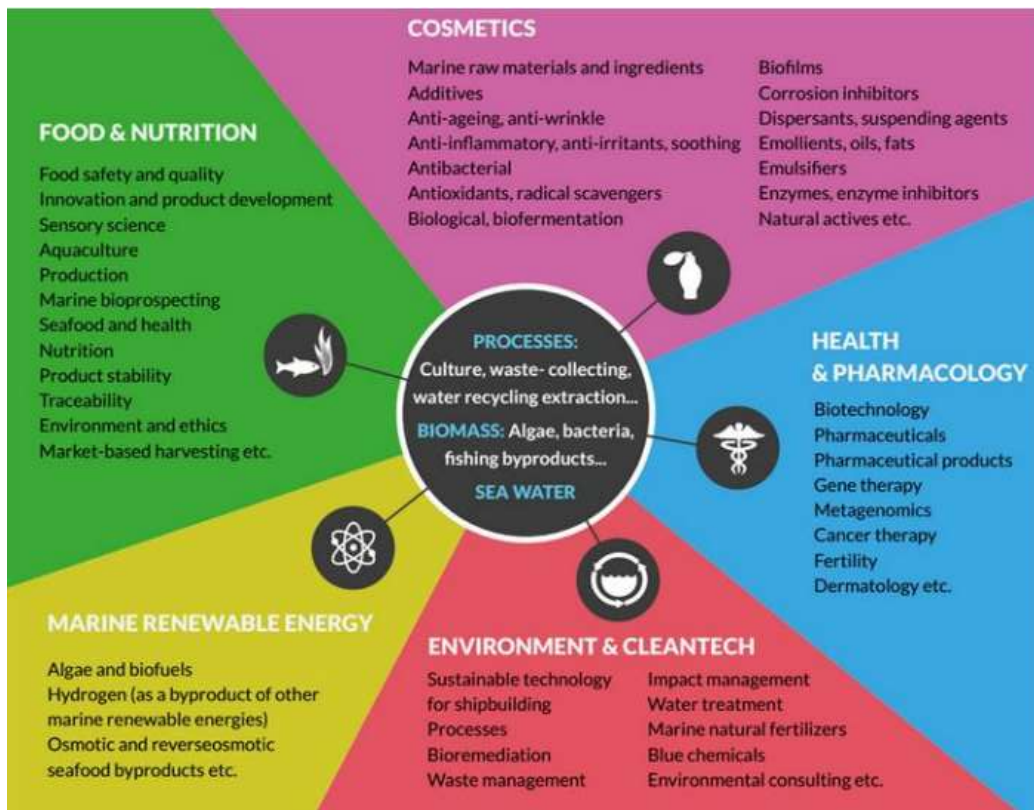 COSMETICS
Marine raw materials and ingredients
Additives
Anti-ageing, anti-wrinkle
Anti-inflammatory, anti-irritants, soothing
Antibacterial
Antioxidants, radical scavengers
Biological, biofermentation
Biofilms
Corrosion inhibitors
Dispersants, suspending agents
Emollients, oils, fats
Emulsifiers
Enzymes, enzyme inhibitors
Natural actives etc.
FOOD & NUTRITION
Food safety and quality
Innovation and product development
Sensory science
Aquaculture
Production
Marine bioprospecting
Seafood and health
Nutrition
Product stability
Traceability
Environment and ethics
Market-based harvesting etc.
PROCESSES:
Culture, waste- collecting,
water recycling extraction...
BIOMASS: Algae, bacteria,
fishing byproducts...
SEA WATER
HEALTH
& PHARMACOLOGY
Biotechnology
Pharmaceuticals
Pharmaceutical products
Gene therapy
Metagenomics
Cancer therapy
Fertility
Dermatology etc.
MARINE RENEWABLE ENERGY
Algae and biofuels
Hydrogen (as a byproduct of other
marine renewable energies)
Osmotic and reverseosmotic
seafood byproducts etc.
ENVIRONMENT & CLEANTECH
Sustainable technology
for shipbuilding
Processes
Bioremediation
Waste management
Impact management
Water treatment
Marine natural fertilizers
Blue chemicals
Environmental consulting etc.